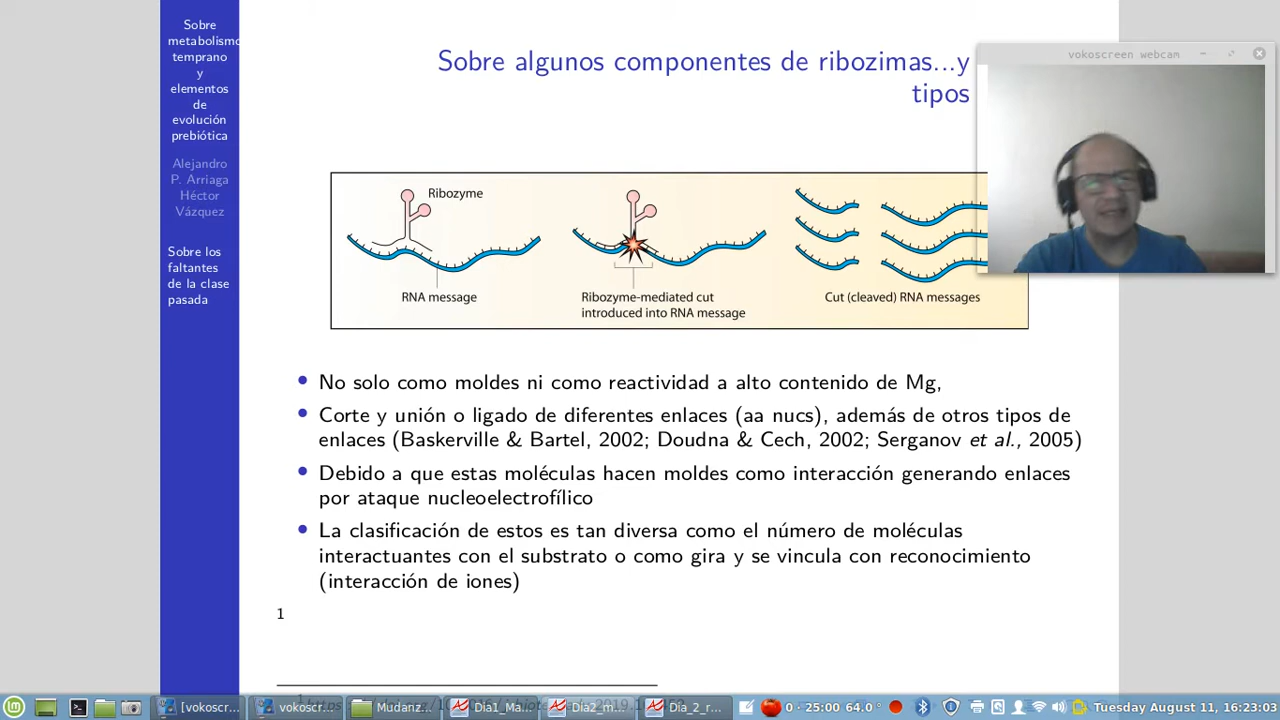 Sobre
metabolismo
temprano
y
elementos
de
evolución
prebiótica
Alejandro
P. Arriaga
Héctor
Vázquez
Sobre los
faltantes
de la clase
pasada
Sobre algunos componentes de ribozimas...y
tipos
vokoscreen webcam
Ribozyme
RNA message
Ribozyme-mediated cut
introduced into RNA message
Cut (cleaved) RNA messages
• No solo como moldes ni como reactividad a alto contenido de Mg,
• Corte y unión o ligado de diferentes enlaces (aa nucs), además de otros tipos de
enlaces (Baskerville & Bartel, 2002; Doudna & Cech, 2002; Serganov et al., 2005)
• Debido a que estas moléculas hacen moldes como interacción generando enlaces
por ataque nucleoelectrofílico
• La clasificación de estos es tan diversa como el número de moléculas
interactuantes con el substrato o como gira y se vincula con reconocimiento
(interacción de iones)
1
[vokoscr... vokoscr... Mudanz... Dia1_Ma... Dia2_m... Dia_2_r... 0 25:00 64.0° Tuesday August 11, 16:23:03